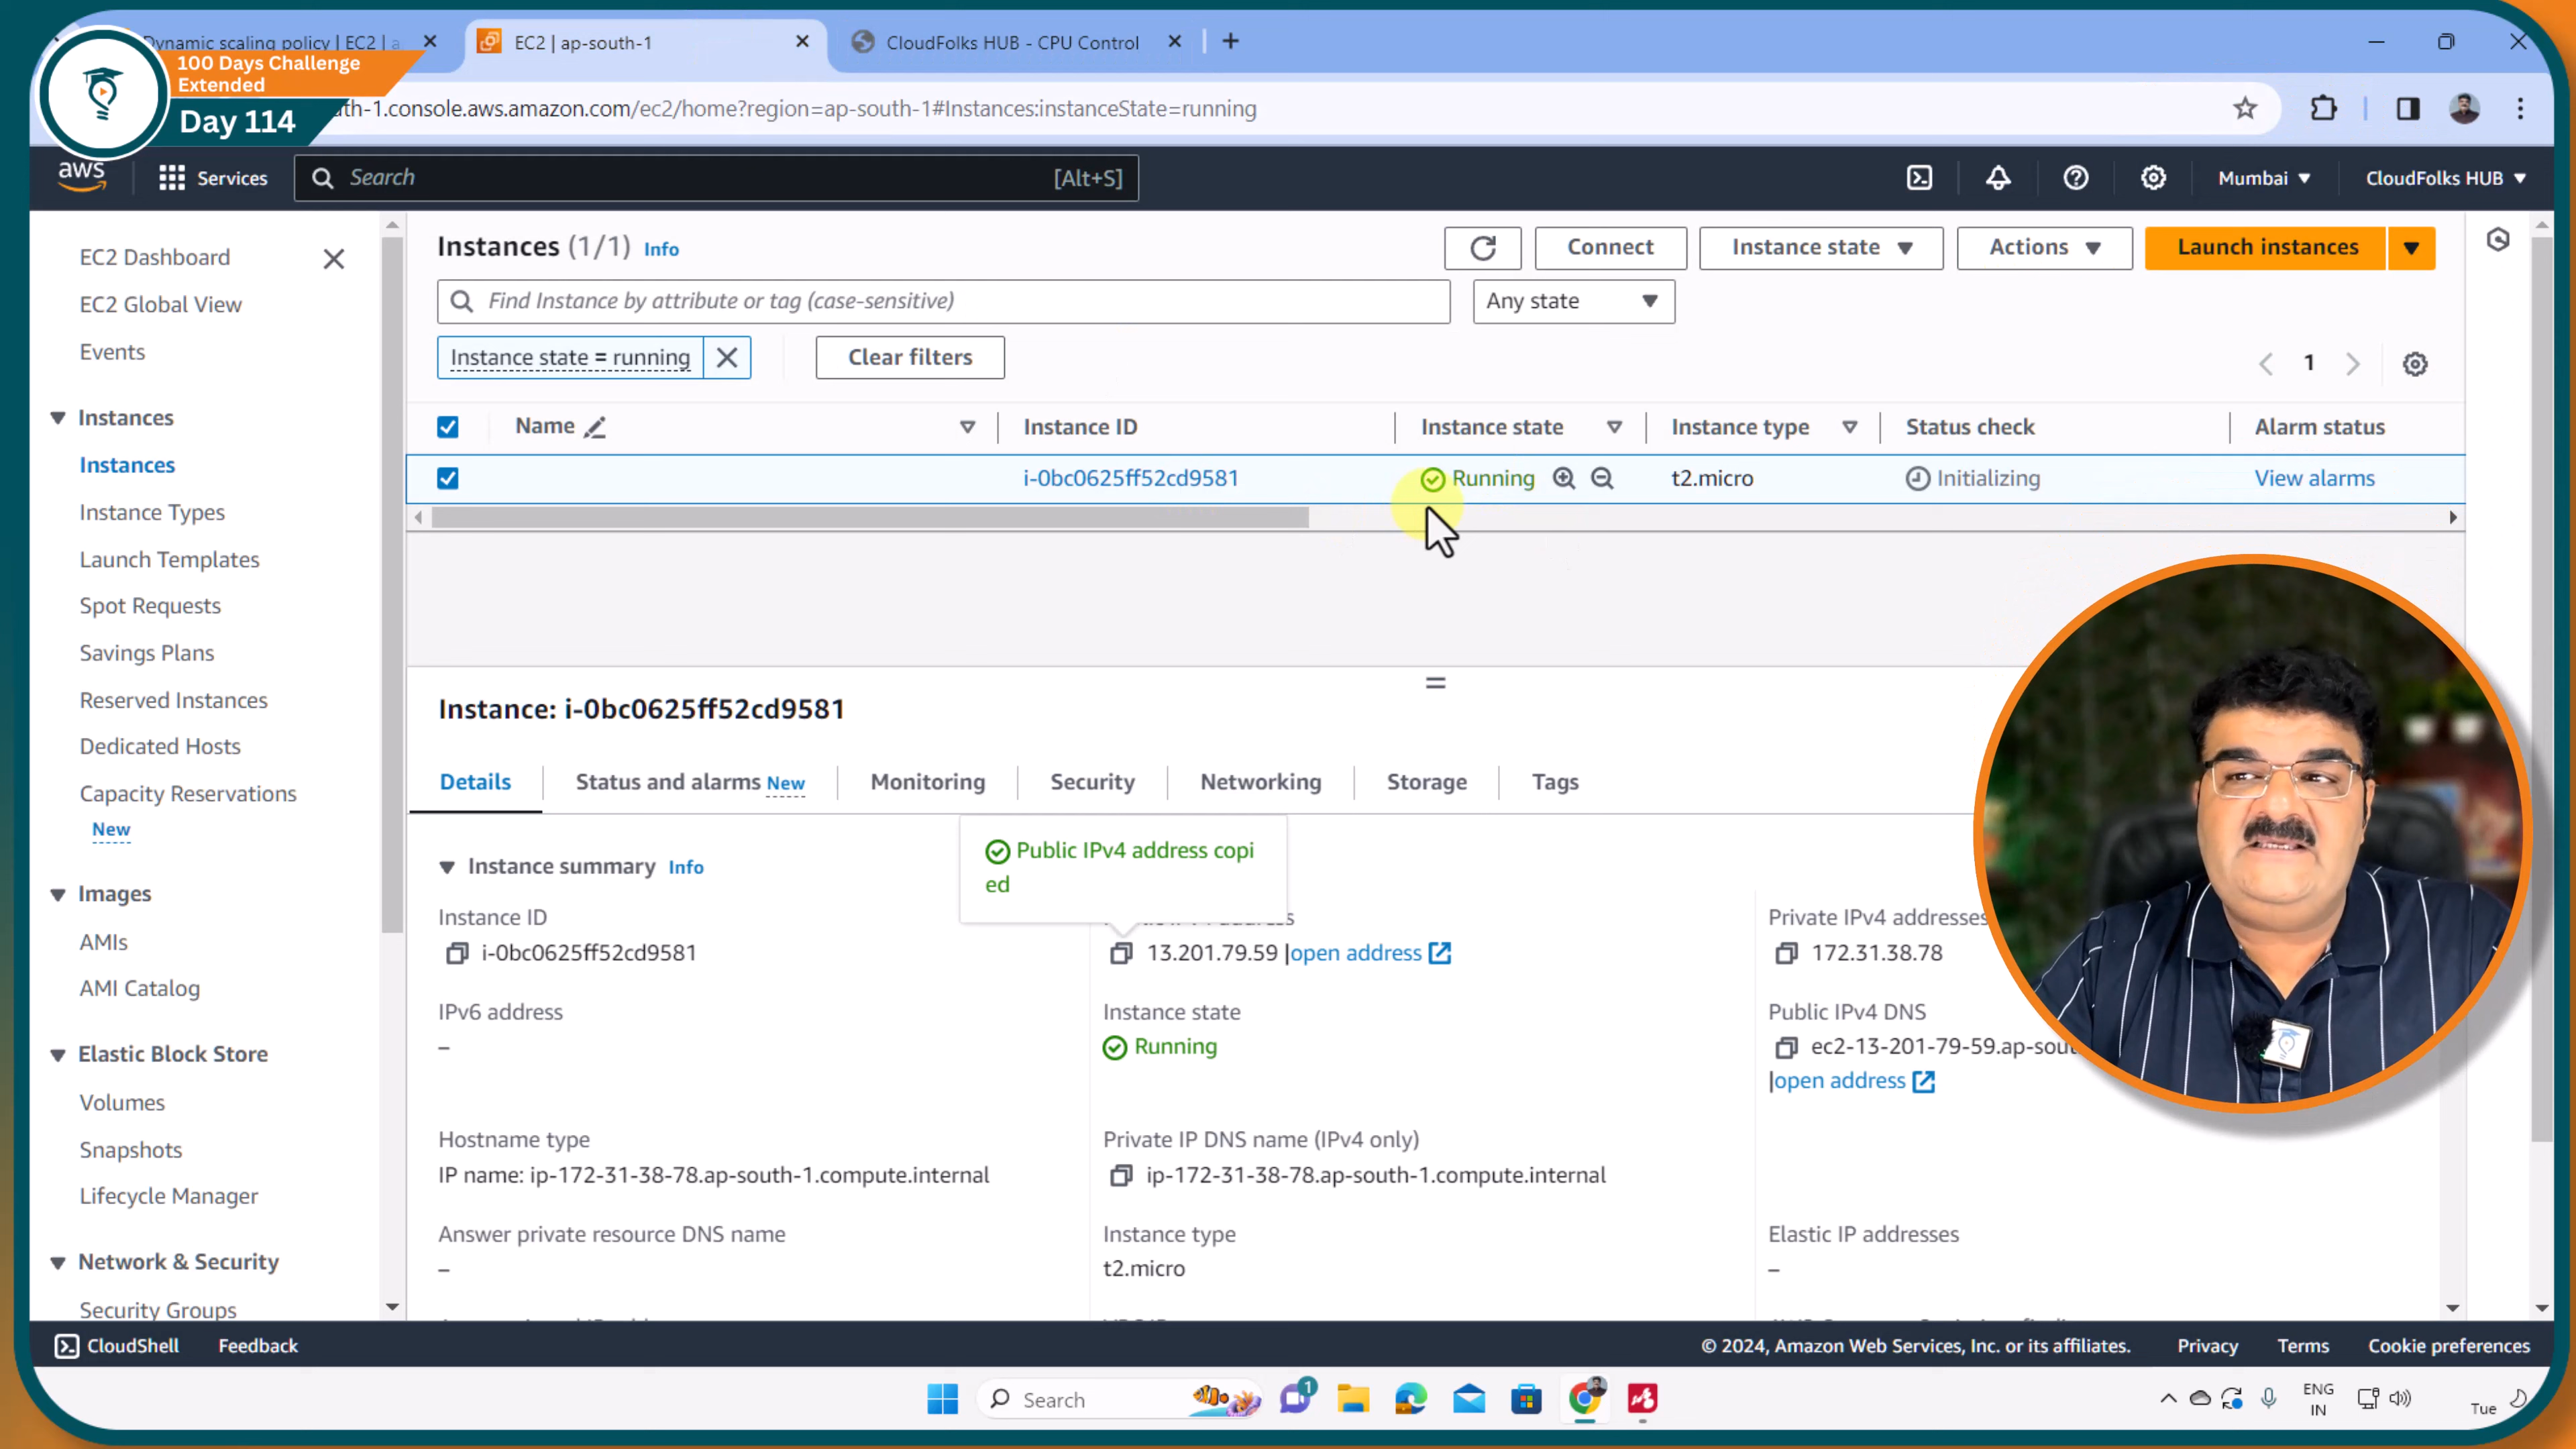 Dynamic scaling policy | EC2 | a
EC2 | ap-south-1
CloudFolks HUB - CPU Control
100 Days Challenge
Extended
Day 114
th-1.console.aws.amazon.com/ec2/home?region=ap-south-1#Instances:instanceState=running
aws
Services
Search
[Alt+S]
Mumbai
CloudFolks HUB
EC2 Dashboard
EC2 Global View
Events
Instances
Instances
Instance Types
Launch Templates
Spot Requests
Savings Plans
Reserved Instances
Dedicated Hosts
Capacity Reservations
New
Images
AMIs
AMI Catalog
Elastic Block Store
Volumes
Snapshots
Lifecycle Manager
Network & Security
Security Groups
Instances (1/1) Info
Connect
Instance state
Actions
Launch instances
Find Instance by attribute or tag (case-sensitive)
Any state
Instance state = running
Clear filters
1
Name
Instance ID
Instance state
Instance type
Status check
Alarm status
i-0bc0625ff52cd9581
Running
t2.micro
Initializing
View alarms
Instance: i-0bc0625ff52cd9581
Details
Status and alarms New
Monitoring
Security
Networking
Storage
Tags
Public IPv4 address copi
ed
Instance summary Info
Instance ID
i-0bc0625ff52cd9581
13.201.79.59 |open address
Private IPv4 addresses
172.31.38.78
IPv6 address
–
Instance state
Running
Public IPv4 DNS
ec2-13-201-79-59.ap-sout
|open address
Hostname type
IP name: ip-172-31-38-78.ap-south-1.compute.internal
Private IP DNS name (IPv4 only)
ip-172-31-38-78.ap-south-1.compute.internal
Answer private resource DNS name
–
Instance type
t2.micro
Elastic IP addresses
–
CloudShell
Feedback
© 2024, Amazon Web Services, Inc. or its affiliates.
Privacy
Terms
Cookie preferences
Search
1
ENG
IN
Tue